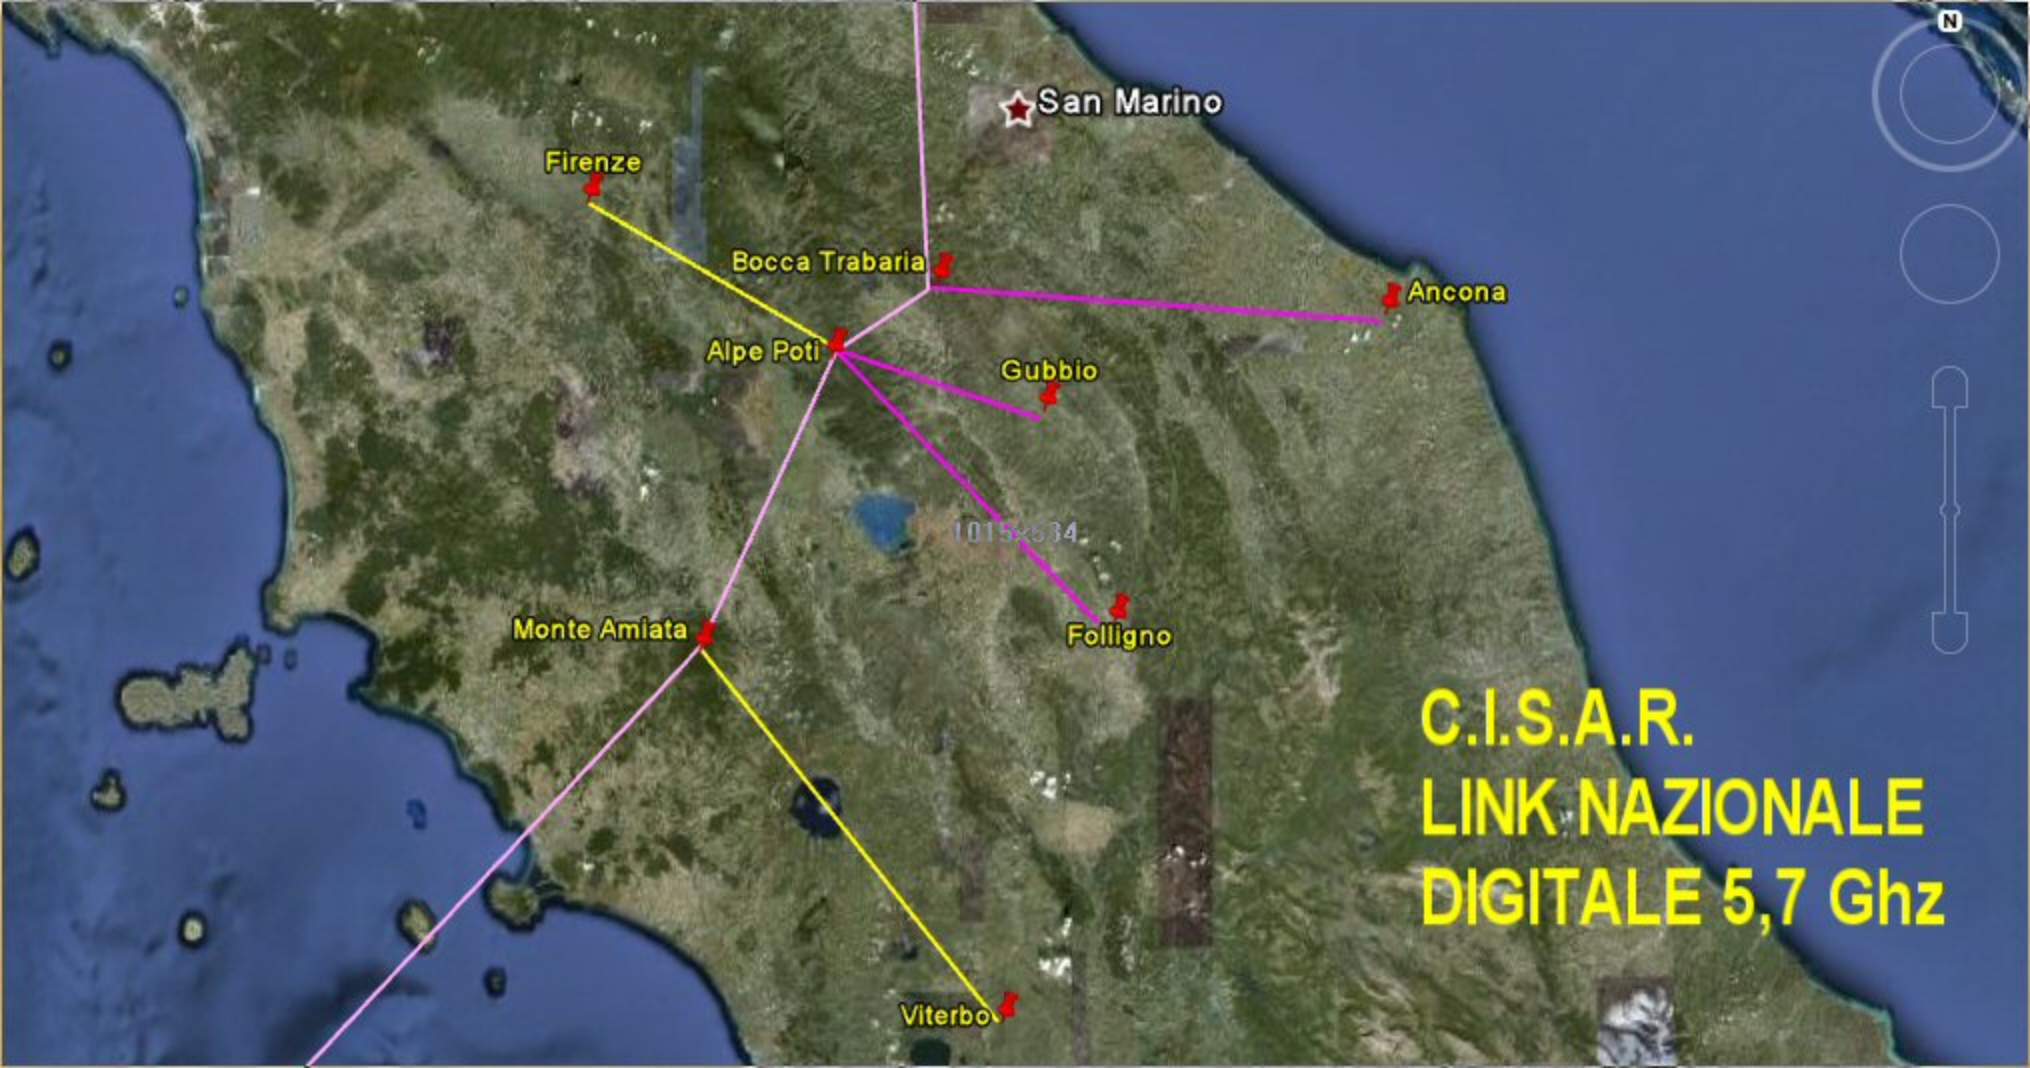 N
San Marino
Firenze
Bocca Trabaria
Ancona
Alpe Poti
Gubbio
1015x534
Monte Amiata
Folligno
C.I.S.A.R.
LINK NAZIONALE
DIGITALE 5,7 Ghz
Viterbo